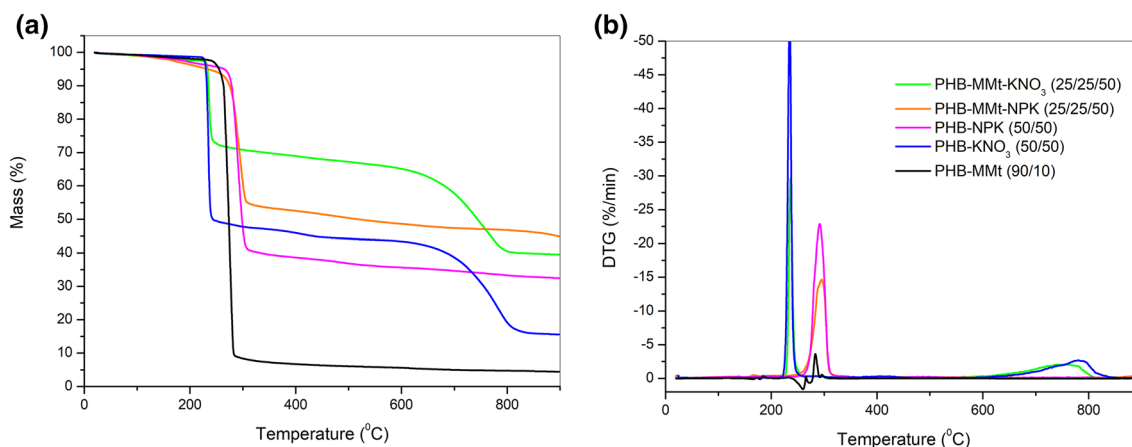 (a)
100
90
80
70
60
50
40
30
20
10
0
Mass (%)
0 200 400 600 800
Temperature (⁰C)
(b)
-50
-45
-40
-35
-30
-25
-20
-15
-10
-5
0
DTG (%/min)
PHB-MMt-KNO₃ (25/25/50)
PHB-MMt-NPK (25/25/50)
PHB-NPK (50/50)
PHB-KNO₃ (50/50)
PHB-MMt (90/10)
0 200 400 600 800
Temperature (⁰C)